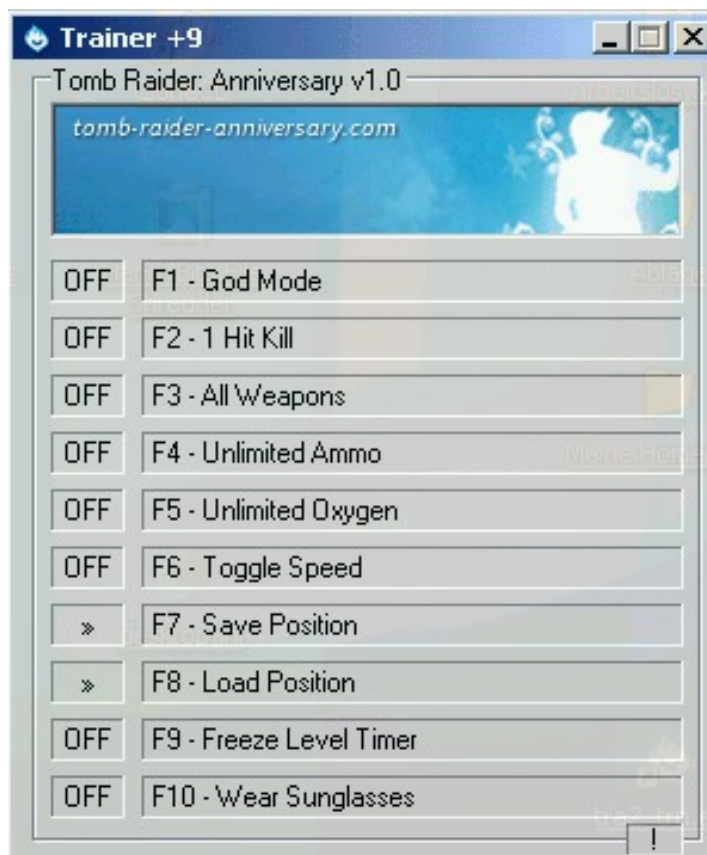 Trainer +9
Tomb Raider: Anniversary v1.0
tomb-raider-anniversary.com
OFF F1 - God Mode
OFF F2 - 1 Hit Kill
OFF F3 - All Weapons
OFF F4 - Unlimited Ammo
OFF F5 - Unlimited Oxygen
OFF F6 - Toggle Speed
» F7 - Save Position
» F8 - Load Position
OFF F9 - Freeze Level Timer
OFF F10 - Wear Sunglasses
!